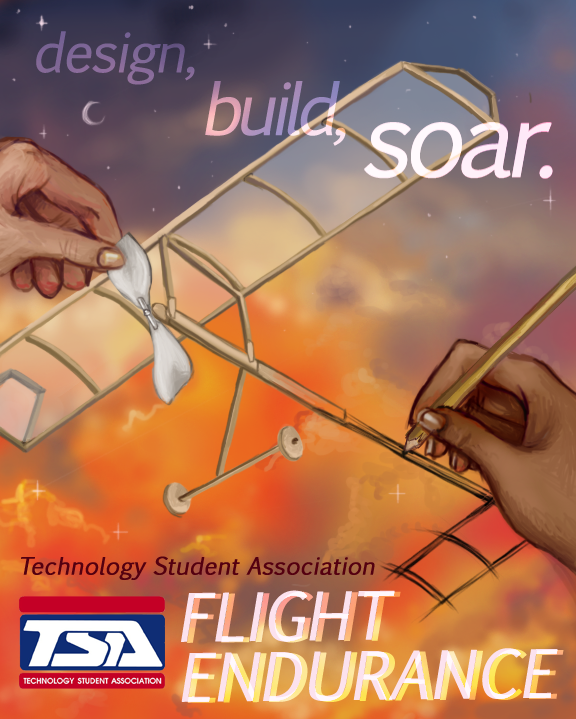 design,
build,
soar.
Technology Student Association
FLIGHT
ENDURANCE
TSA
TECHNOLOGY STUDENT ASSOCIATION